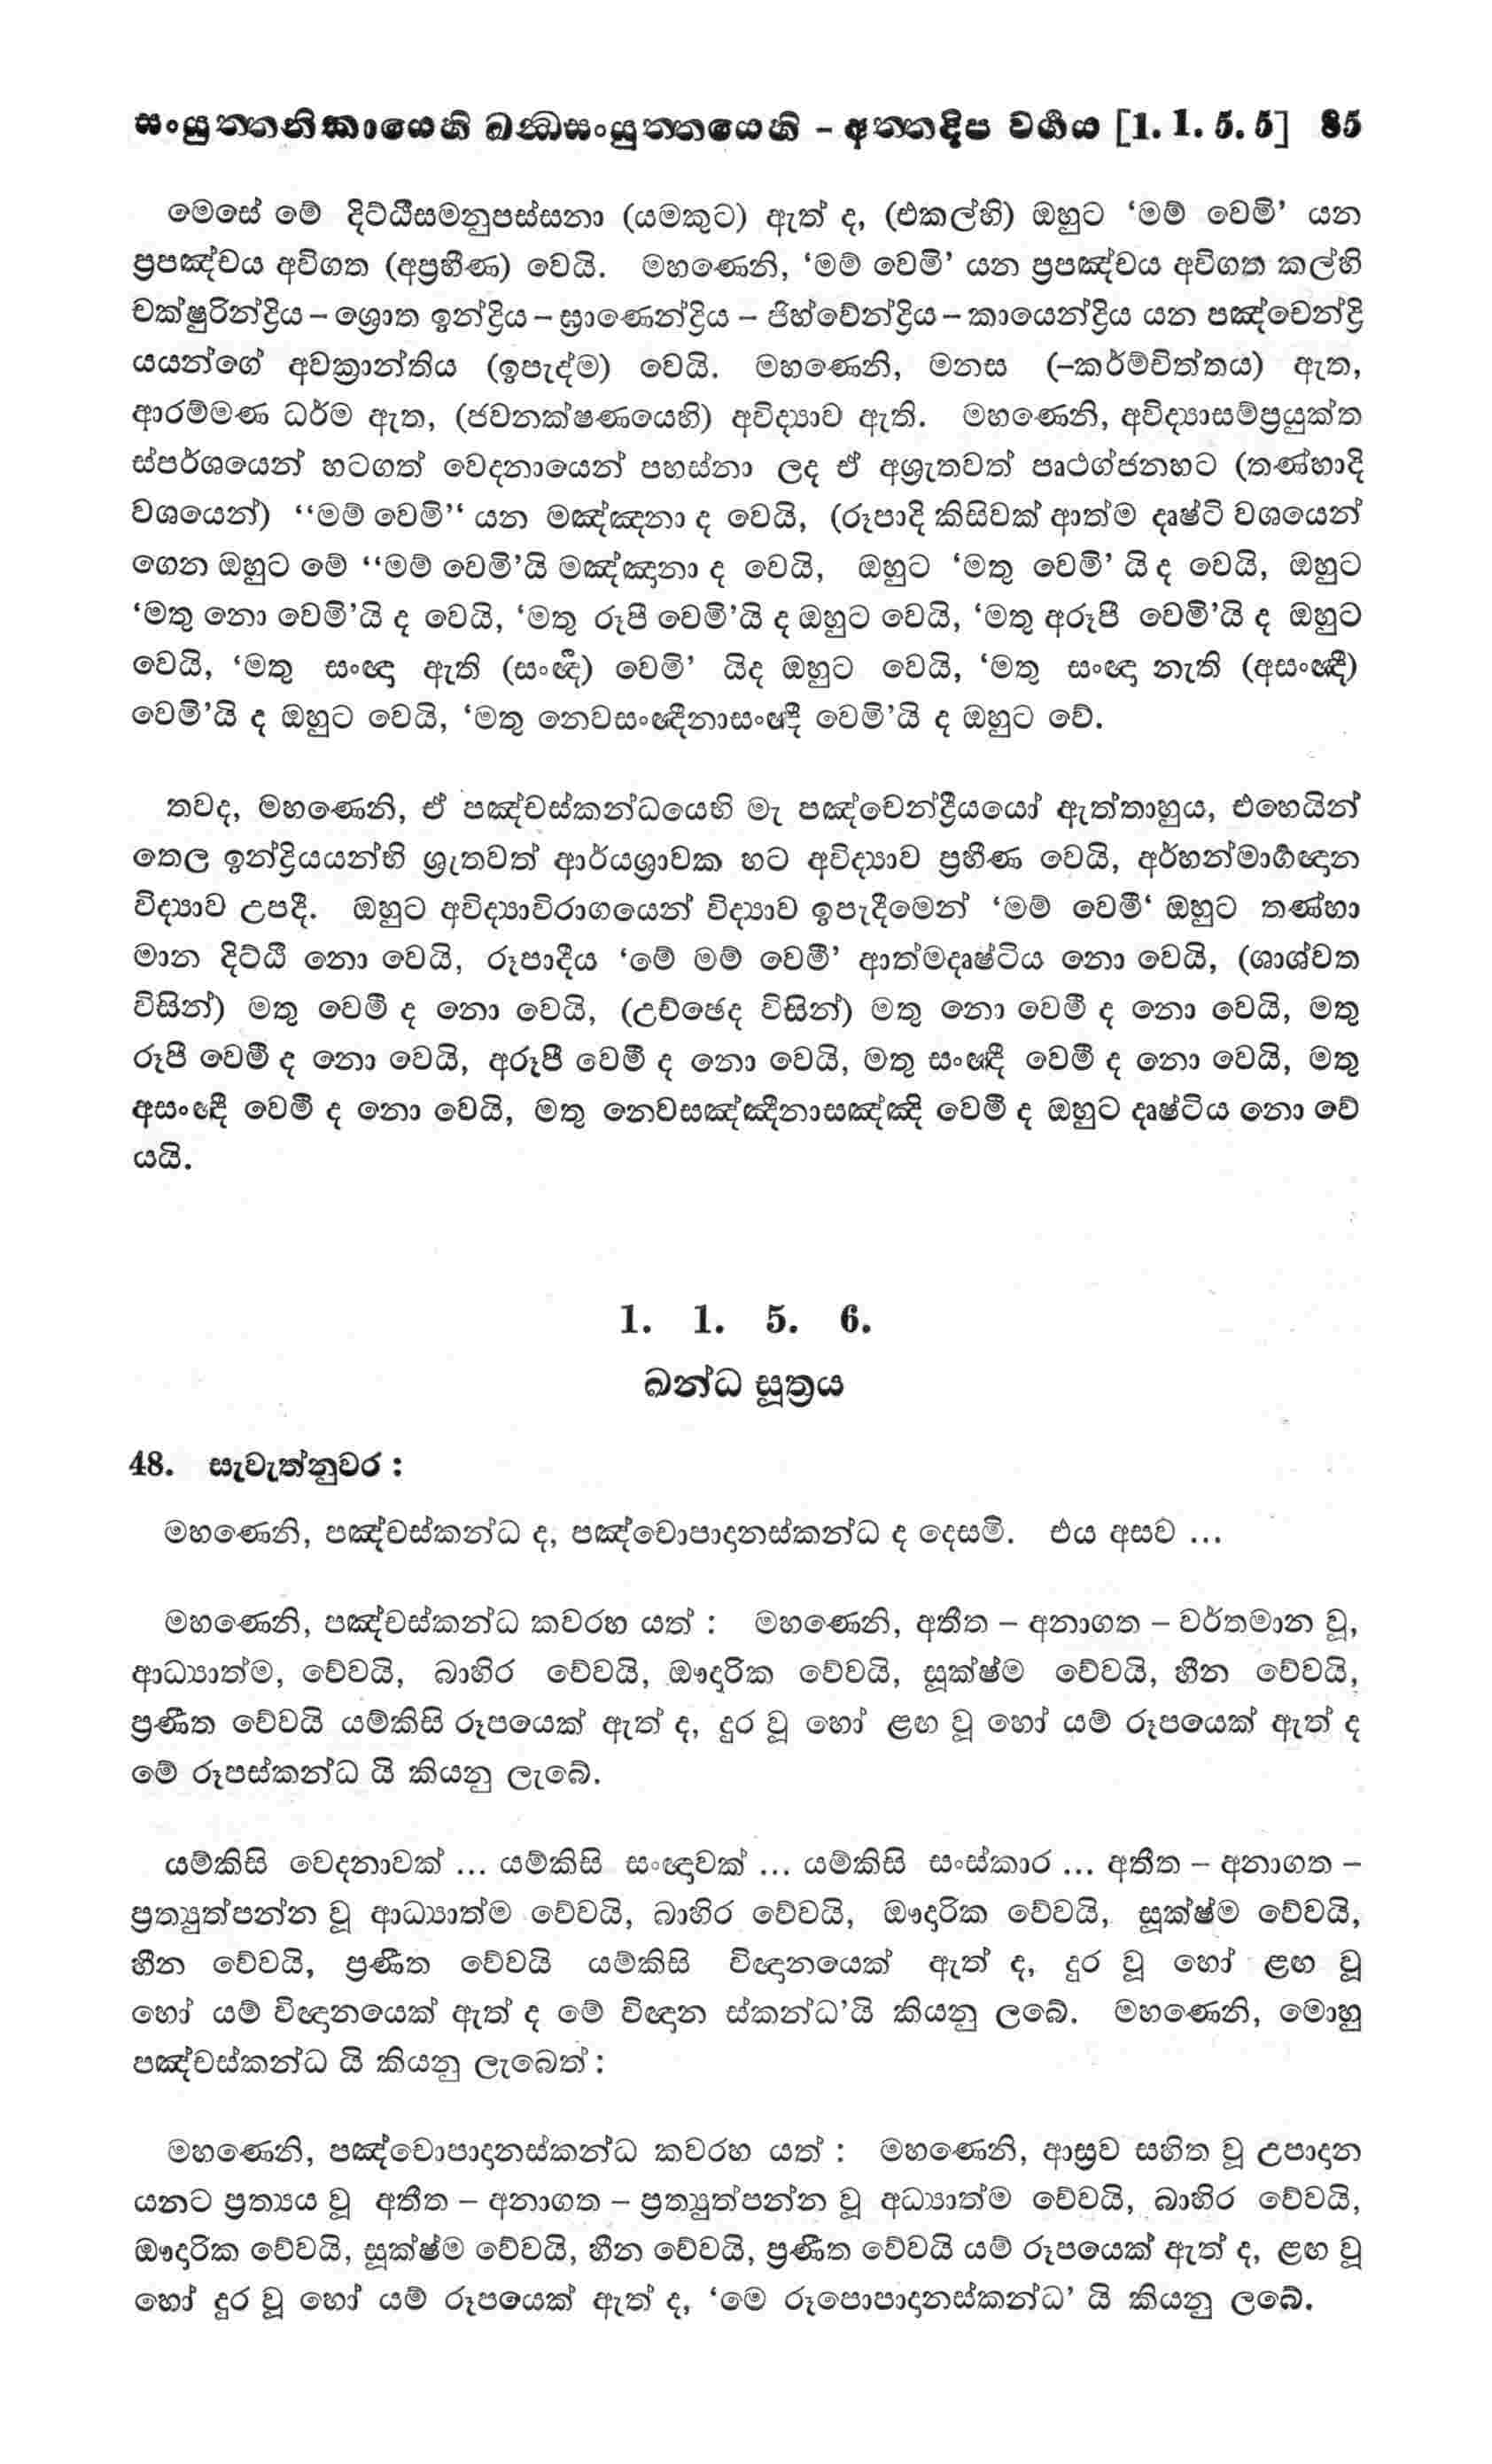 සංයුත්තනිකායෙහි ඛන්ධසංයුත්තයෙහි - අත්තදීප වර්ගය [1. 1. 5. 5] 85
මෙසේ මේ දිට්ඨිසමනුපස්සනා (යමකුට) ඇත් ද, (එකල්හි) ඔහුට ‘මම් වෙමි’ යන
ප්‍රපඤ්චය අවිගත (අප්‍රහීණ) වෙයි. මහණෙනි, ‘මම් වෙමි’ යන ප්‍රපඤ්චය අවිගත කල්හි
චක්ෂුරින්ද්‍රිය – ශ්‍රොත ඉන්ද්‍රිය – ඝ්‍රාණෙන්ද්‍රිය – ජිහ්වේන්ද්‍රිය – කායෙන්ද්‍රිය යන පඤ්චෙන්ද්‍රි
යයන්ගේ අවක්‍රාන්තිය (ඉපැද්ම) වෙයි. මහණෙනි, මනස (–කර්ම්චිත්තය) ඇත,
ආරම්මණ ධර්ම ඇත, (ජවනක්ෂණයෙහි) අවිද්‍යාව ඇති. මහණෙනි, අවිද්‍යාසම්ප්‍රයුක්ත
ස්පර්ශයෙන් හටගත් වෙදනායෙන් පහස්නා ලද ඒ අශ්‍රුතවත් පෘථග්ජනහට (තණ්හාදි
වශයෙන්) “මම් වෙමි” යන මඤ්ඤනා ද වෙයි, (රූපාදි කිසිවක් ආත්ම දෘෂ්ටි වශයෙන්
ගෙන ඔහුට මේ “මම් වෙමි’යි මඤ්ඤානා ද වෙයි, ඔහුට ‘මතු වෙමි’ යි ද වෙයි, ඔහුට
‘මතු නො වෙමි’යි ද වෙයි, ‘මතු රූපී වෙමි’යි ද ඔහුට වෙයි, ‘මතු අරූපී වෙමි’යි ද ඔහුට
වෙයි, ‘මතු සංඥා ඇති (සංඥී) වෙමි’ යිද ඔහුට වෙයි, ‘මතු සංඥා නැති (අසංඥී)
වෙමි’යි ද ඔහුට වෙයි, ‘මතු නෙවසංඥීනාසංඥී වෙමි’යි ද ඔහුට වේ.
තවද, මහණෙනි, ඒ පඤ්චස්කන්ධයෙහි මැ පඤ්චෙන්ද්‍රීයයෝ ඇත්තාහුය, එහෙයින්
තෙල ඉන්ද්‍රියයන්හි ශ්‍රුතවත් ආර්යශ්‍රාවක හට අවිද්‍යාව ප්‍රහීණ වෙයි, අර්හන්මාර්ගඥාන
විද්‍යාව උපදී. ඔහුට අවිද්‍යාවිරාගයෙන් විද්‍යාව ඉපැදීමෙන් ‘මම් වෙමී‘ ඔහුට තණ්හා
මාන දිට්ඨි නො වෙයි, රූපාදීය ‘මේ මම් වෙමී’ ආත්මදෘෂ්ටිය නො වෙයි, (ශාශ්වත
විසින්) මතු වෙමී ද නො වෙයි, (උච්ඡෙද විසින්) මතු නො වෙමී ද නො වෙයි, මතු
රූපී වෙමී ද නො වෙයි, අරූපී වෙමී ද නො වෙයි, මතු සංඥී වෙමී ද නො වෙයි, මතු
අසංඥී වෙමී ද නො වෙයි, මතු නෙවසඤ්ඤීනාසඤ්ඤි වෙමී ද ඔහුට දෘෂ්ටිය නො වේ
යයි.
1. 1. 5. 6.
ඛන්ධ සූත්‍රය
48. සැවැත්නුවර :
මහණෙනි, පඤ්චස්කන්ධ ද, පඤ්චොපාදානස්කන්ධ ද දෙසමි. එය අසව ...
මහණෙනි, පඤ්චස්කන්ධ කවරහ යත් : මහණෙනි, අතීත – අනාගත – වර්තමාන වූ,
ආධ්‍යාත්ම, වේවයි, බාහිර වේවයි, ඖදාරික වේවයි, සූක්ෂ්ම වේවයි, හීන වේවයි,
ප්‍රණීත වේවයි යම්කිසි රූපයෙක් ඇත් ද, දුර වූ හෝ ළඟ වූ හෝ යම් රූපයෙක් ඇත් ද
මේ රූපස්කන්ධ යි කියනු ලැබේ.
යම්කිසි වෙදනාවක් ... යම්කිසි සංඥාවක් ... යම්කිසි සංස්කාර ... අතීත – අනාගත –
ප්‍රත්‍යුත්පන්න වූ ආධ්‍යාත්ම වේවයි, බාහිර වේවයි, ඖදාරික වේවයි, සූක්ෂ්ම වේවයි,
හීන වේවයි, ප්‍රණීත වේවයි යම්කිසි විඥානයෙක් ඇත් ද, දුර වූ හෝ ළඟ වූ
හෝ යම් විඥානයෙක් ඇත් ද මේ විඥාන ස්කන්ධ’යි කියනු ලබේ. මහණෙනි, මොහු
පඤ්චස්කන්ධ යි කියනු ලැබෙත් :
මහණෙනි, පඤ්චොපාදානස්කන්ධ කවරහ යත් : මහණෙනි, ආස්‍රව සහිත වූ උපාදාන
යනට ප්‍රත්‍යය වූ අතීත – අනාගත – ප්‍රත්‍යුත්පන්න වූ අධ්‍යාත්ම වේවයි, බාහිර වේවයි,
ඖදාරික වේවයි, සූක්ෂ්ම වේවයි, හීන වේවයි, ප්‍රණීත වේවයි යම් රූපයෙක් ඇත් ද, ළඟ වූ
හෝ දුර වූ හෝ යම් රූපයෙක් ඇත් ද, ‘මෙ රූපොපාදානස්කන්ධ’ යි කියනු ලබේ.